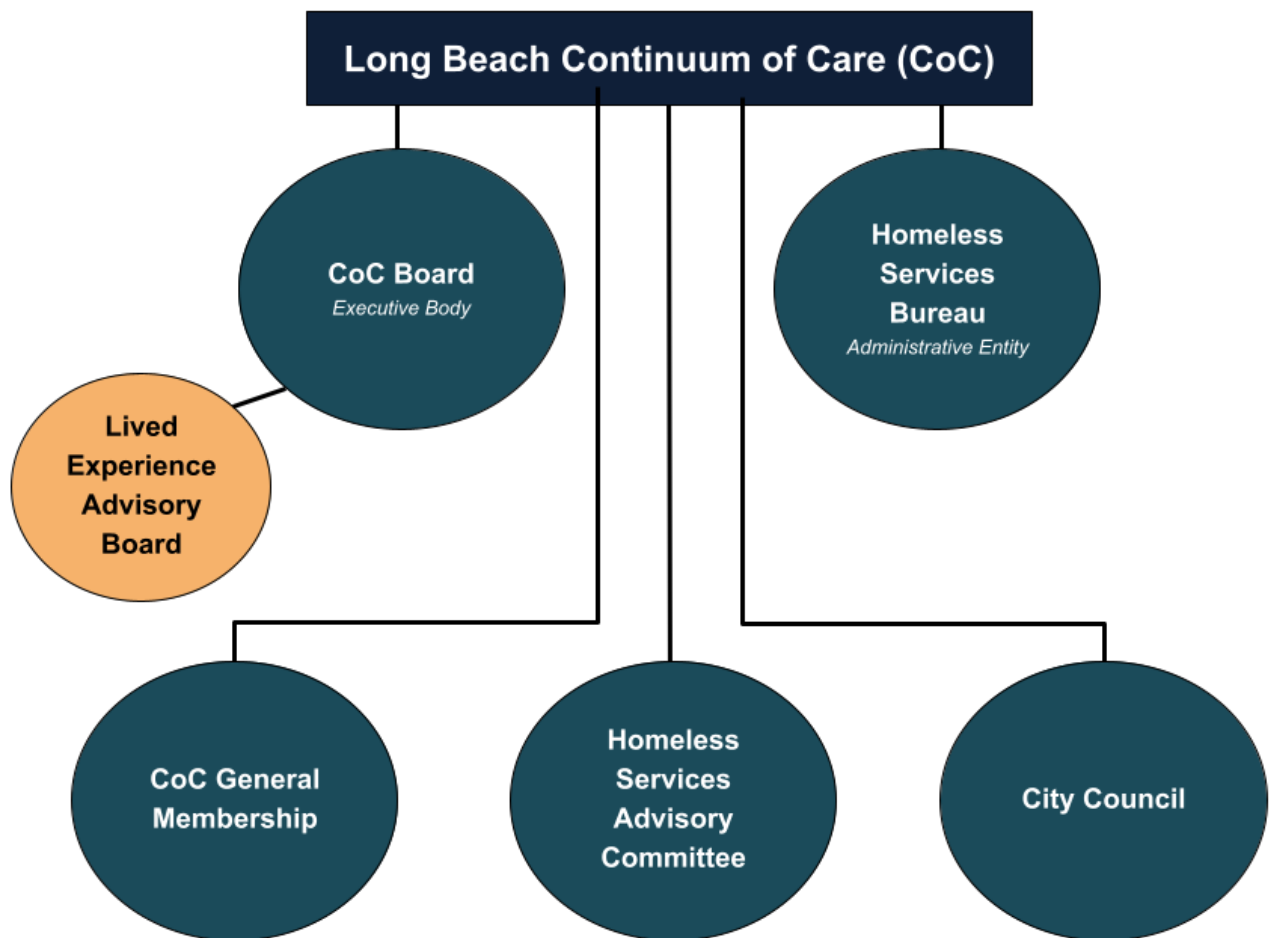 Long Beach Continuum of Care (CoC)
CoC Board
Executive Body
Homeless
Services
Bureau
Administrative Entity
Lived
Experience
Advisory
Board
CoC General
Membership
Homeless
Services
Advisory
Committee
City Council